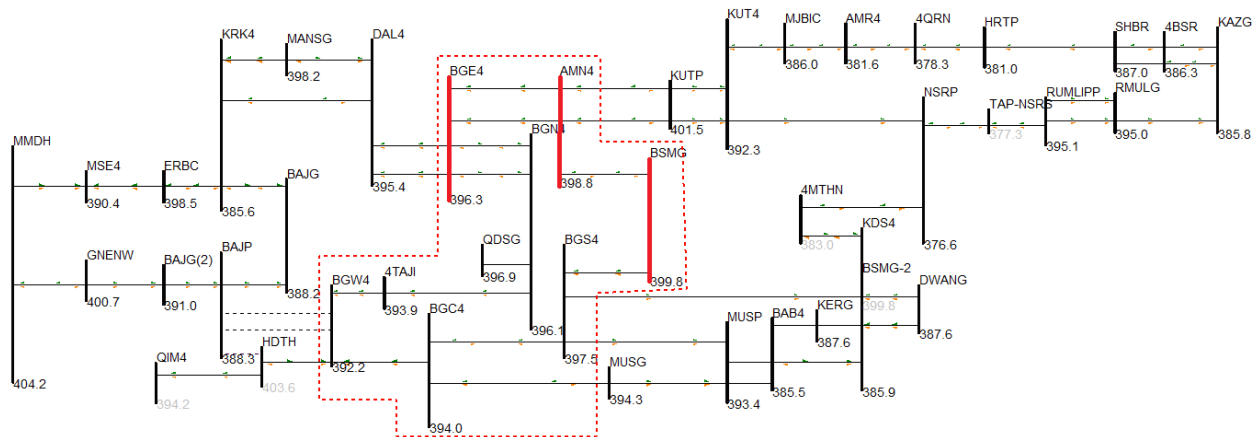 KUT4 MJBIC AMR4 4QRN HRTP SHBR 4BSR KAZG
KRK4 MANSG DAL4
BGE4 AMN4 KUTP
386.0 381.6 378.3 381.0 387.0 386.3
398.2
NSRP TAP-NSRS RUMLIPP RMULG
401.5
BGN4
377.3 395.1 395.0 385.8
MMDH
392.3
BSMG
MSE4 ERBC BAJG
395.4 396.3 398.8
390.4 398.5 385.6
4MTHN
KDS4
383.0 376.6
GNENW BAJG(2) BAJP
QDSG BGS4
BGW4 4TAJI
396.9 399.8
BSMG-2 DWANG
400.7 391.0 388.2
393.9
399.8
BGC4
MUSP BAB4 KERG
396.1
387.6 387.6
QIM4 388.3 HDTH
392.2 397.5 MUSG
404.2 394.2 403.6
394.3 393.4 385.5 385.9
394.0